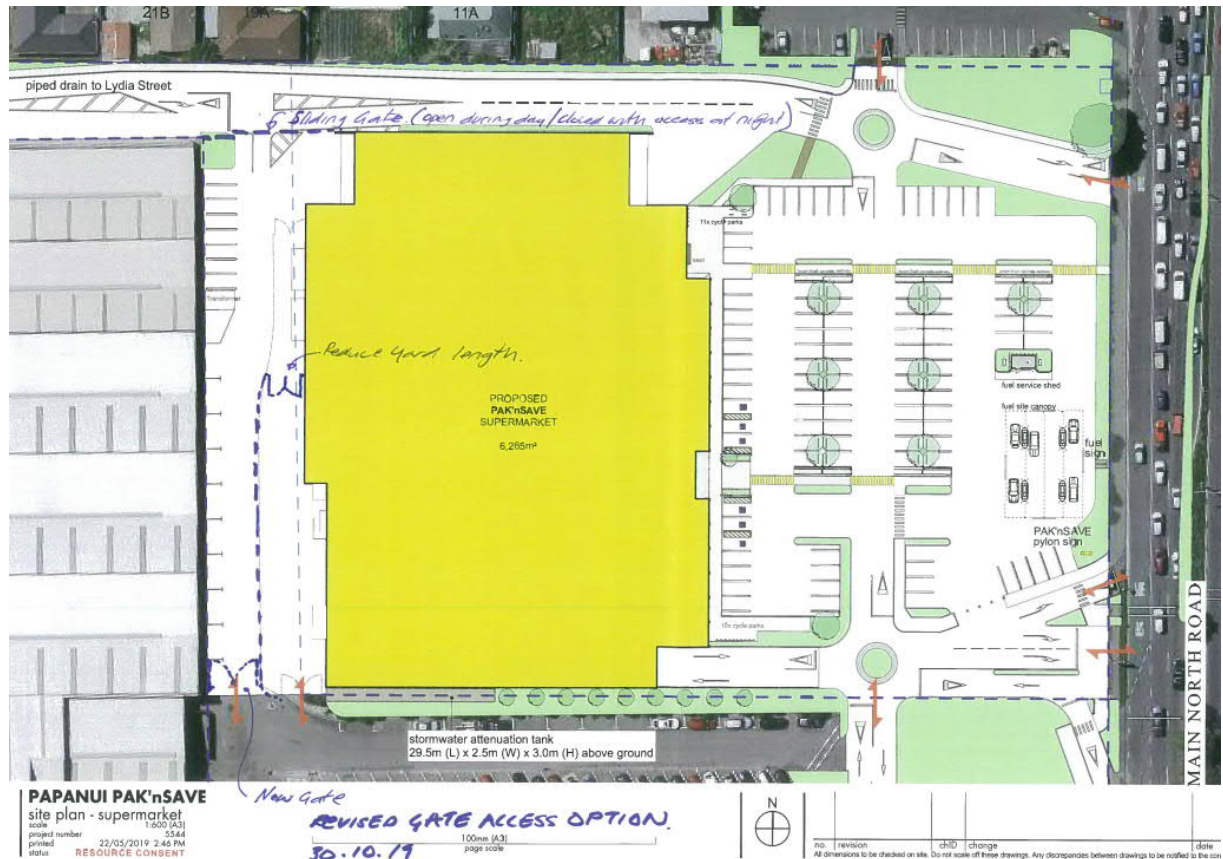 21B
19A
11A
piped drain to Lydia Street
Sliding Gate. (open during day/closed with access at night)
11x cycle parks
Transformer
Reduce Yard length.
PROPOSED
PAK'nSAVE
SUPERMARKET
6,265m²
fuel service shed
fuel site canopy
fuel
sign
PAK'nSAVE
pylon sign
10x cycle parks
MAIN NORTH ROAD
stormwater attenuation tank
29.5m (L) x 2.5m (W) x 3.0m (H) above ground
New Gate
PAPANUI PAK'nSAVE
site plan - supermarket
scale 1:600 (A3)
project number 5544
printed 22/05/2019 2:46 PM
status RESOURCE CONSENT
REVISED GATE ACCESS OPTION.
30.10.19
100mm (A3)
page scale
N
no. revision chID change date
All dimensions to be checked on site. Do not scale off these drawings. Any discrepancies between drawings to be notified to the